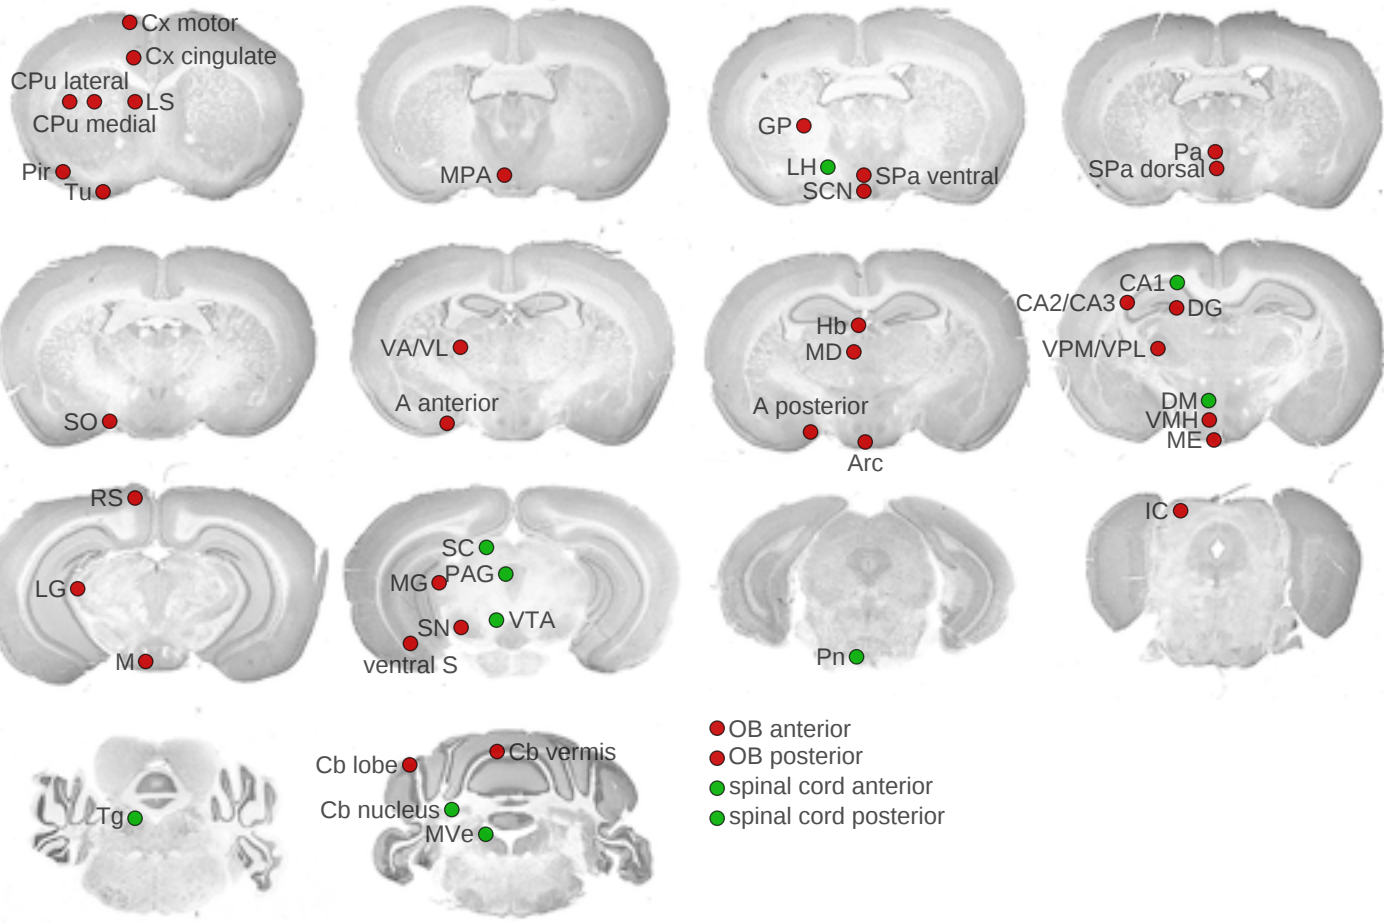 Cx motor
Cx cingulate
CPu lateral
LS
CPu medial
Pir
Tu
MPA
GP
LH
SPa ventral
SCN
Pa
SPa dorsal
SO
VA/VL
A anterior
Hb
MD
A posterior
Arc
CA1
CA2/CA3
DG
VPM/VPL
DM
VMH
ME
RS
LG
M
SC
MG
PAG
SN
VTA
ventral S
Pn
IC
Tg
Cb lobe
Cb vermis
Cb nucleus
MVe
OB anterior
OB posterior
spinal cord anterior
spinal cord posterior